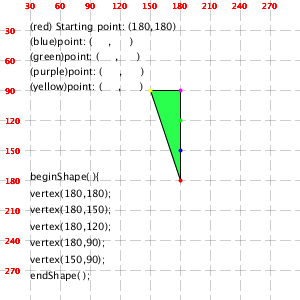 30 60 90 120 150 180 210 240 270
30
(red) Starting point: (180,180)
(blue)point: ( , )
(green)point: ( , )
(purple)point: ( , )
(yellow)point: ( , )
60
90
120
150
180
210
240
270
beginShape(){
vertex(180,180);
vertex(180,150);
vertex(180,120);
vertex(180,90);
vertex(150,90);
endShape();